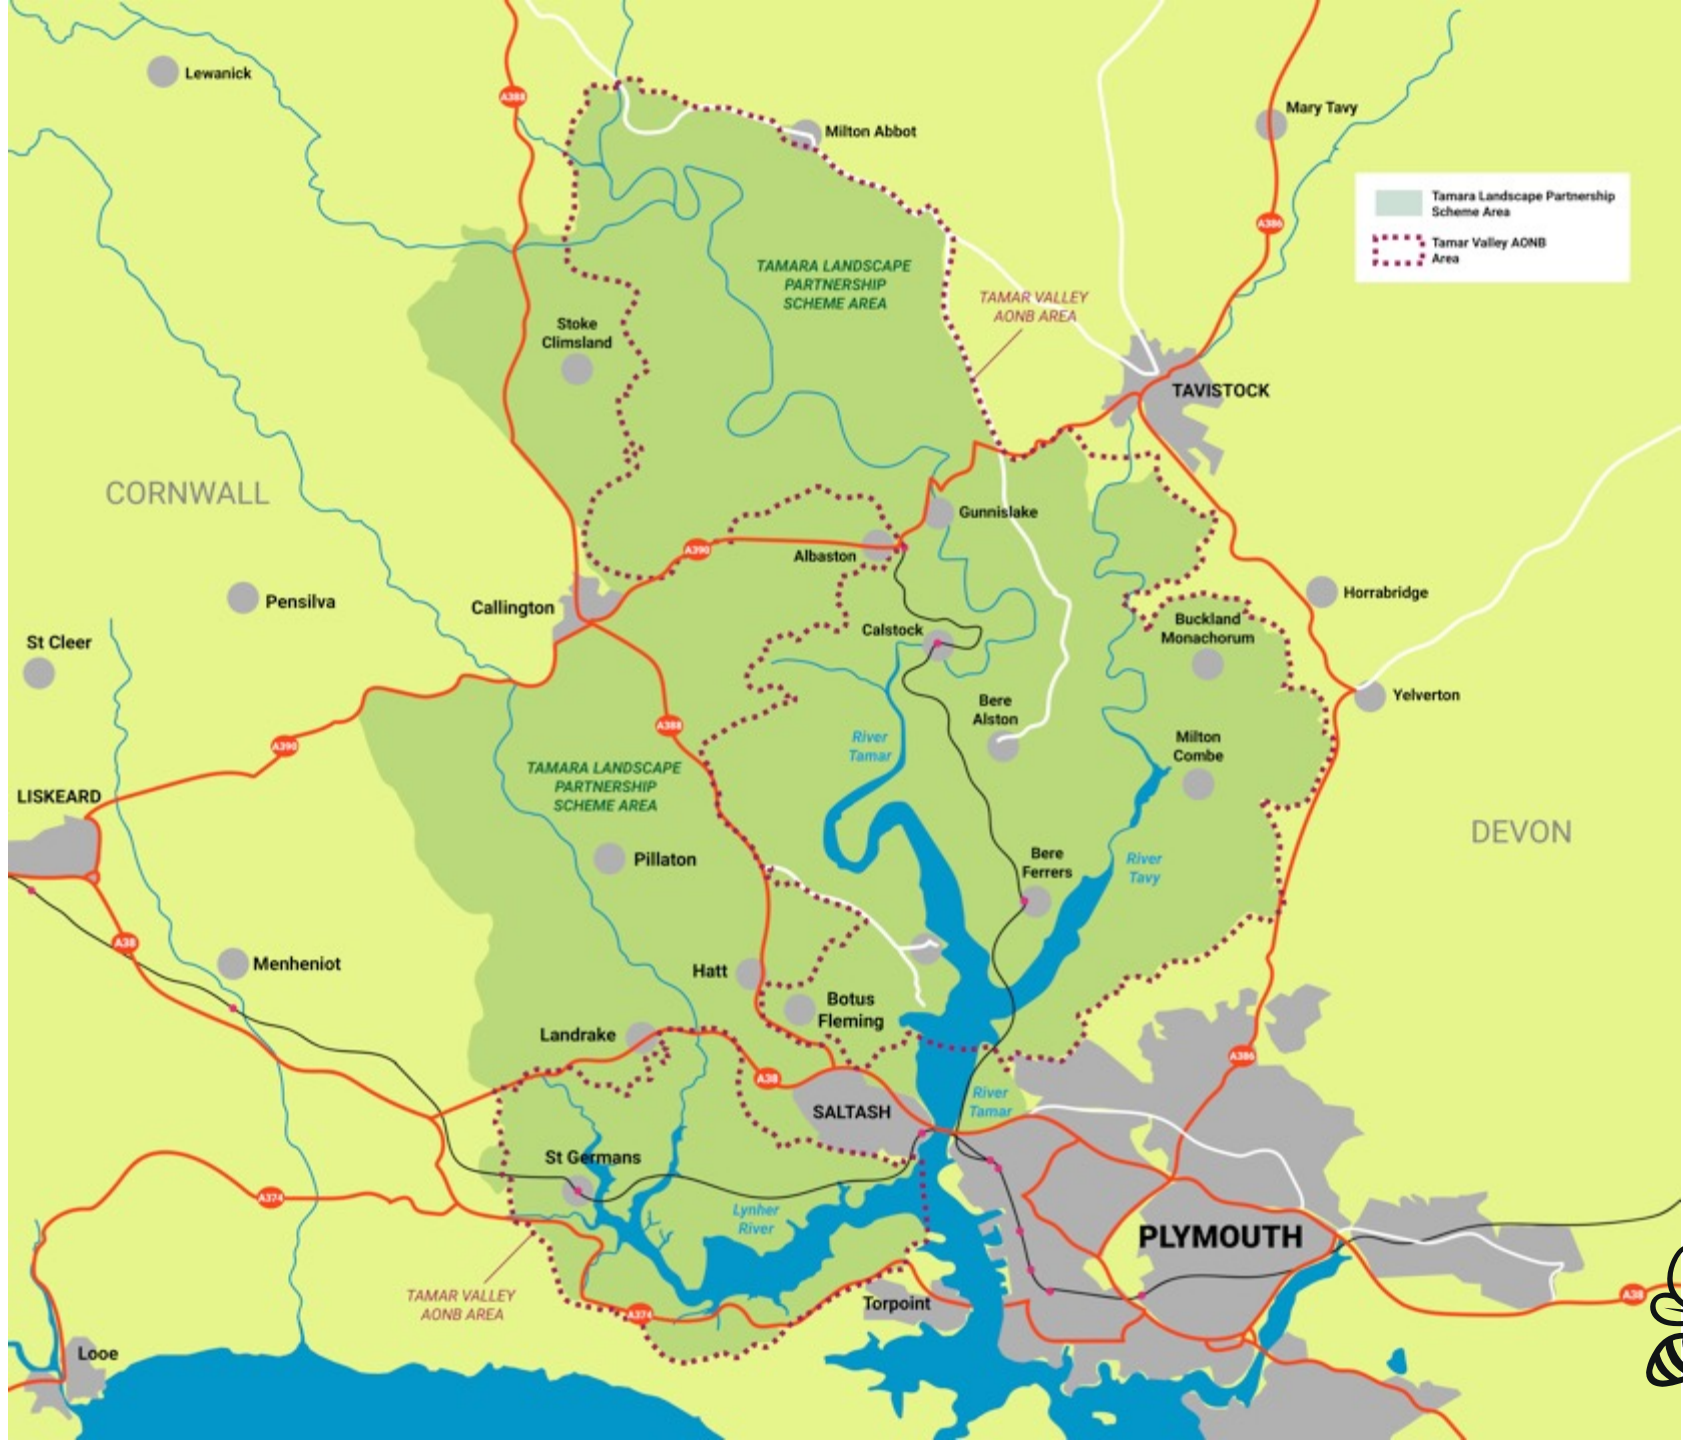 Lewanick
A388
Milton Abbot
Mary Tavy
Tamara Landscape Partnership
Scheme Area
Tamar Valley AONB
Area
A386
TAMARA LANDSCAPE
PARTNERSHIP
SCHEME AREA
TAMAR VALLEY
AONB AREA
Stoke
Climsland
TAVISTOCK
CORNWALL
Gunnislake
A390
Albaston
Horrabridge
Pensilva
Callington
Buckland
Monachorum
St Cleer
Calstock
Yelverton
Bere
Alston
A388
A390
River
Tamar
Milton
Combe
TAMARA LANDSCAPE
PARTNERSHIP
SCHEME AREA
LISKEARD
DEVON
Pillaton
Bere
Ferrers
River
Tavy
A38
Menheniot
Hatt
Botus
Fleming
Landrake
A386
A38
River
Tamar
SALTASH
St Germans
A374
Lynher
River
PLYMOUTH
TAMAR VALLEY
AONB AREA
Torpoint
A38
A374
Looe